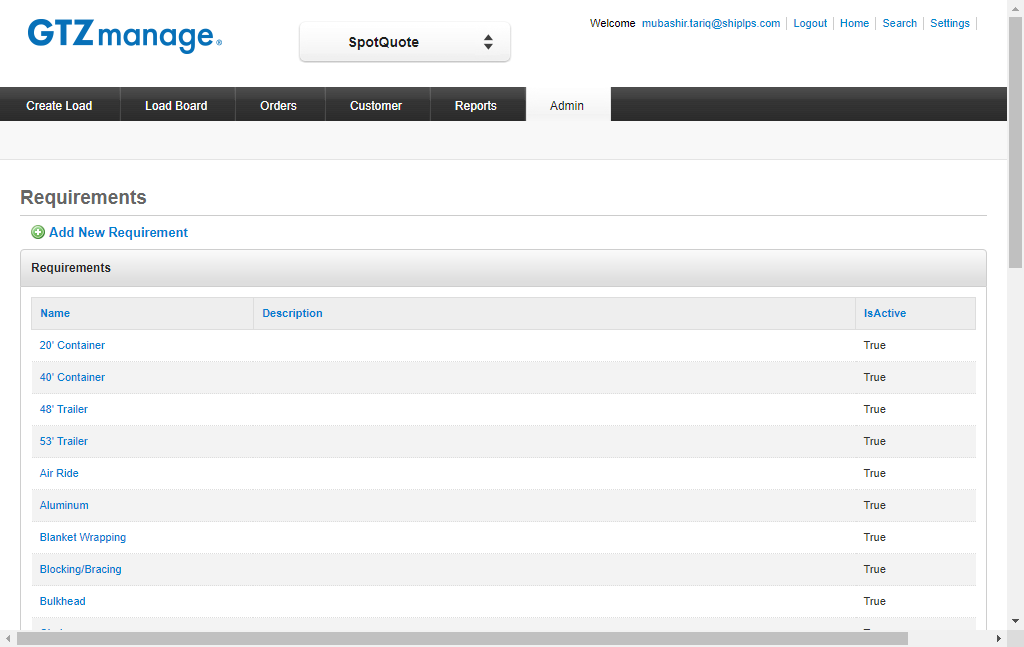 GTZmanage®
SpotQuote
Welcome mubashir.tariq@shiplps.com Logout Home Search Settings
Create Load Load Board Orders Customer Reports Admin
Requirements
Add New Requirement
Requirements
Name Description IsActive
20' Container True
40' Container True
48' Trailer True
53' Trailer True
Air Ride True
Aluminum True
Blanket Wrapping True
Blocking/Bracing True
Bulkhead True